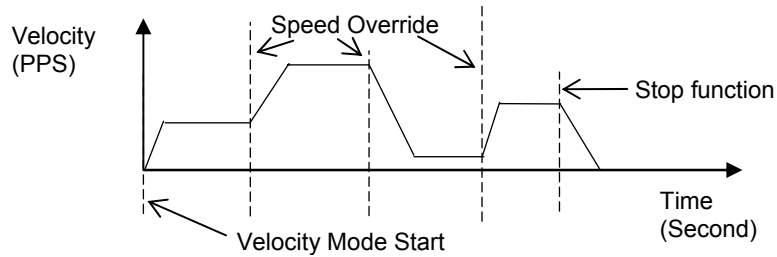 Velocity
(PPS)
Speed Override
Stop function
Time
(Second)
Velocity Mode Start